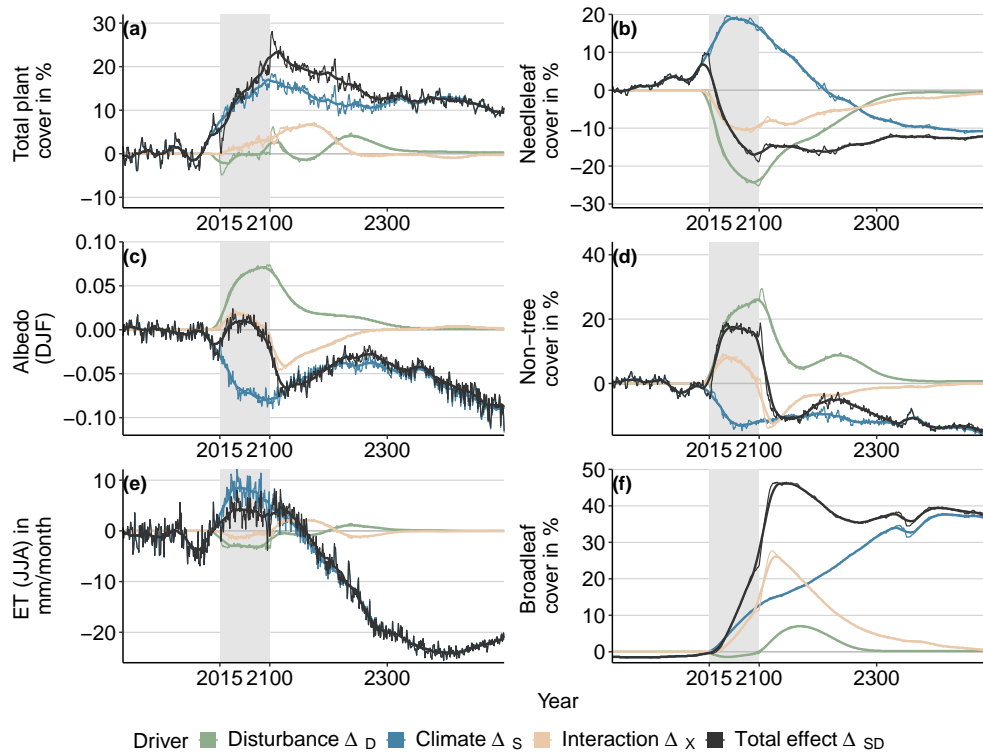 (a)
Total plant
cover in %
30
20
10
0
−10
2015 2100 2300
(b)
Needleleaf
cover in %
20
10
0
−10
−20
−30
2015 2100 2300
(c)
Albedo
(DJF)
0.10
0.05
0.00
−0.05
−0.10
2015 2100 2300
(d)
Non−tree
cover in %
40
20
0
2015 2100 2300
(e)
ET (JJA) in
mm/month
10
0
−10
−20
2015 2100 2300
(f)
Broadleaf
cover in %
50
40
30
20
10
0
2015 2100 2300
Year
Driver Disturbance Δ D Climate Δ S Interaction Δ X Total effect Δ SD